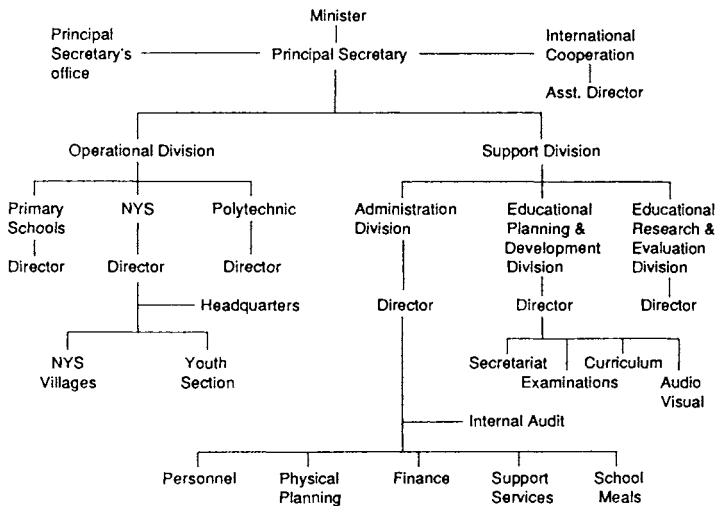 Minister
Principal
Secretary's
office
Principal Secretary
International
Cooperation
Asst. Director
Operational Division
Support Division
Primary
Schools
NYS
Polytechnic
Administration
Division
Educational
Planning &
Development
Division
Educational
Research &
Evaluation
Division
Director
Director
Director
Director
Director
Director
Headquarters
NYS
Villages
Youth
Section
Secretariat
Examinations
Curriculum
Audio
Visual
Internal Audit
Personnel
Physical
Planning
Finance
Support
Services
School
Meals